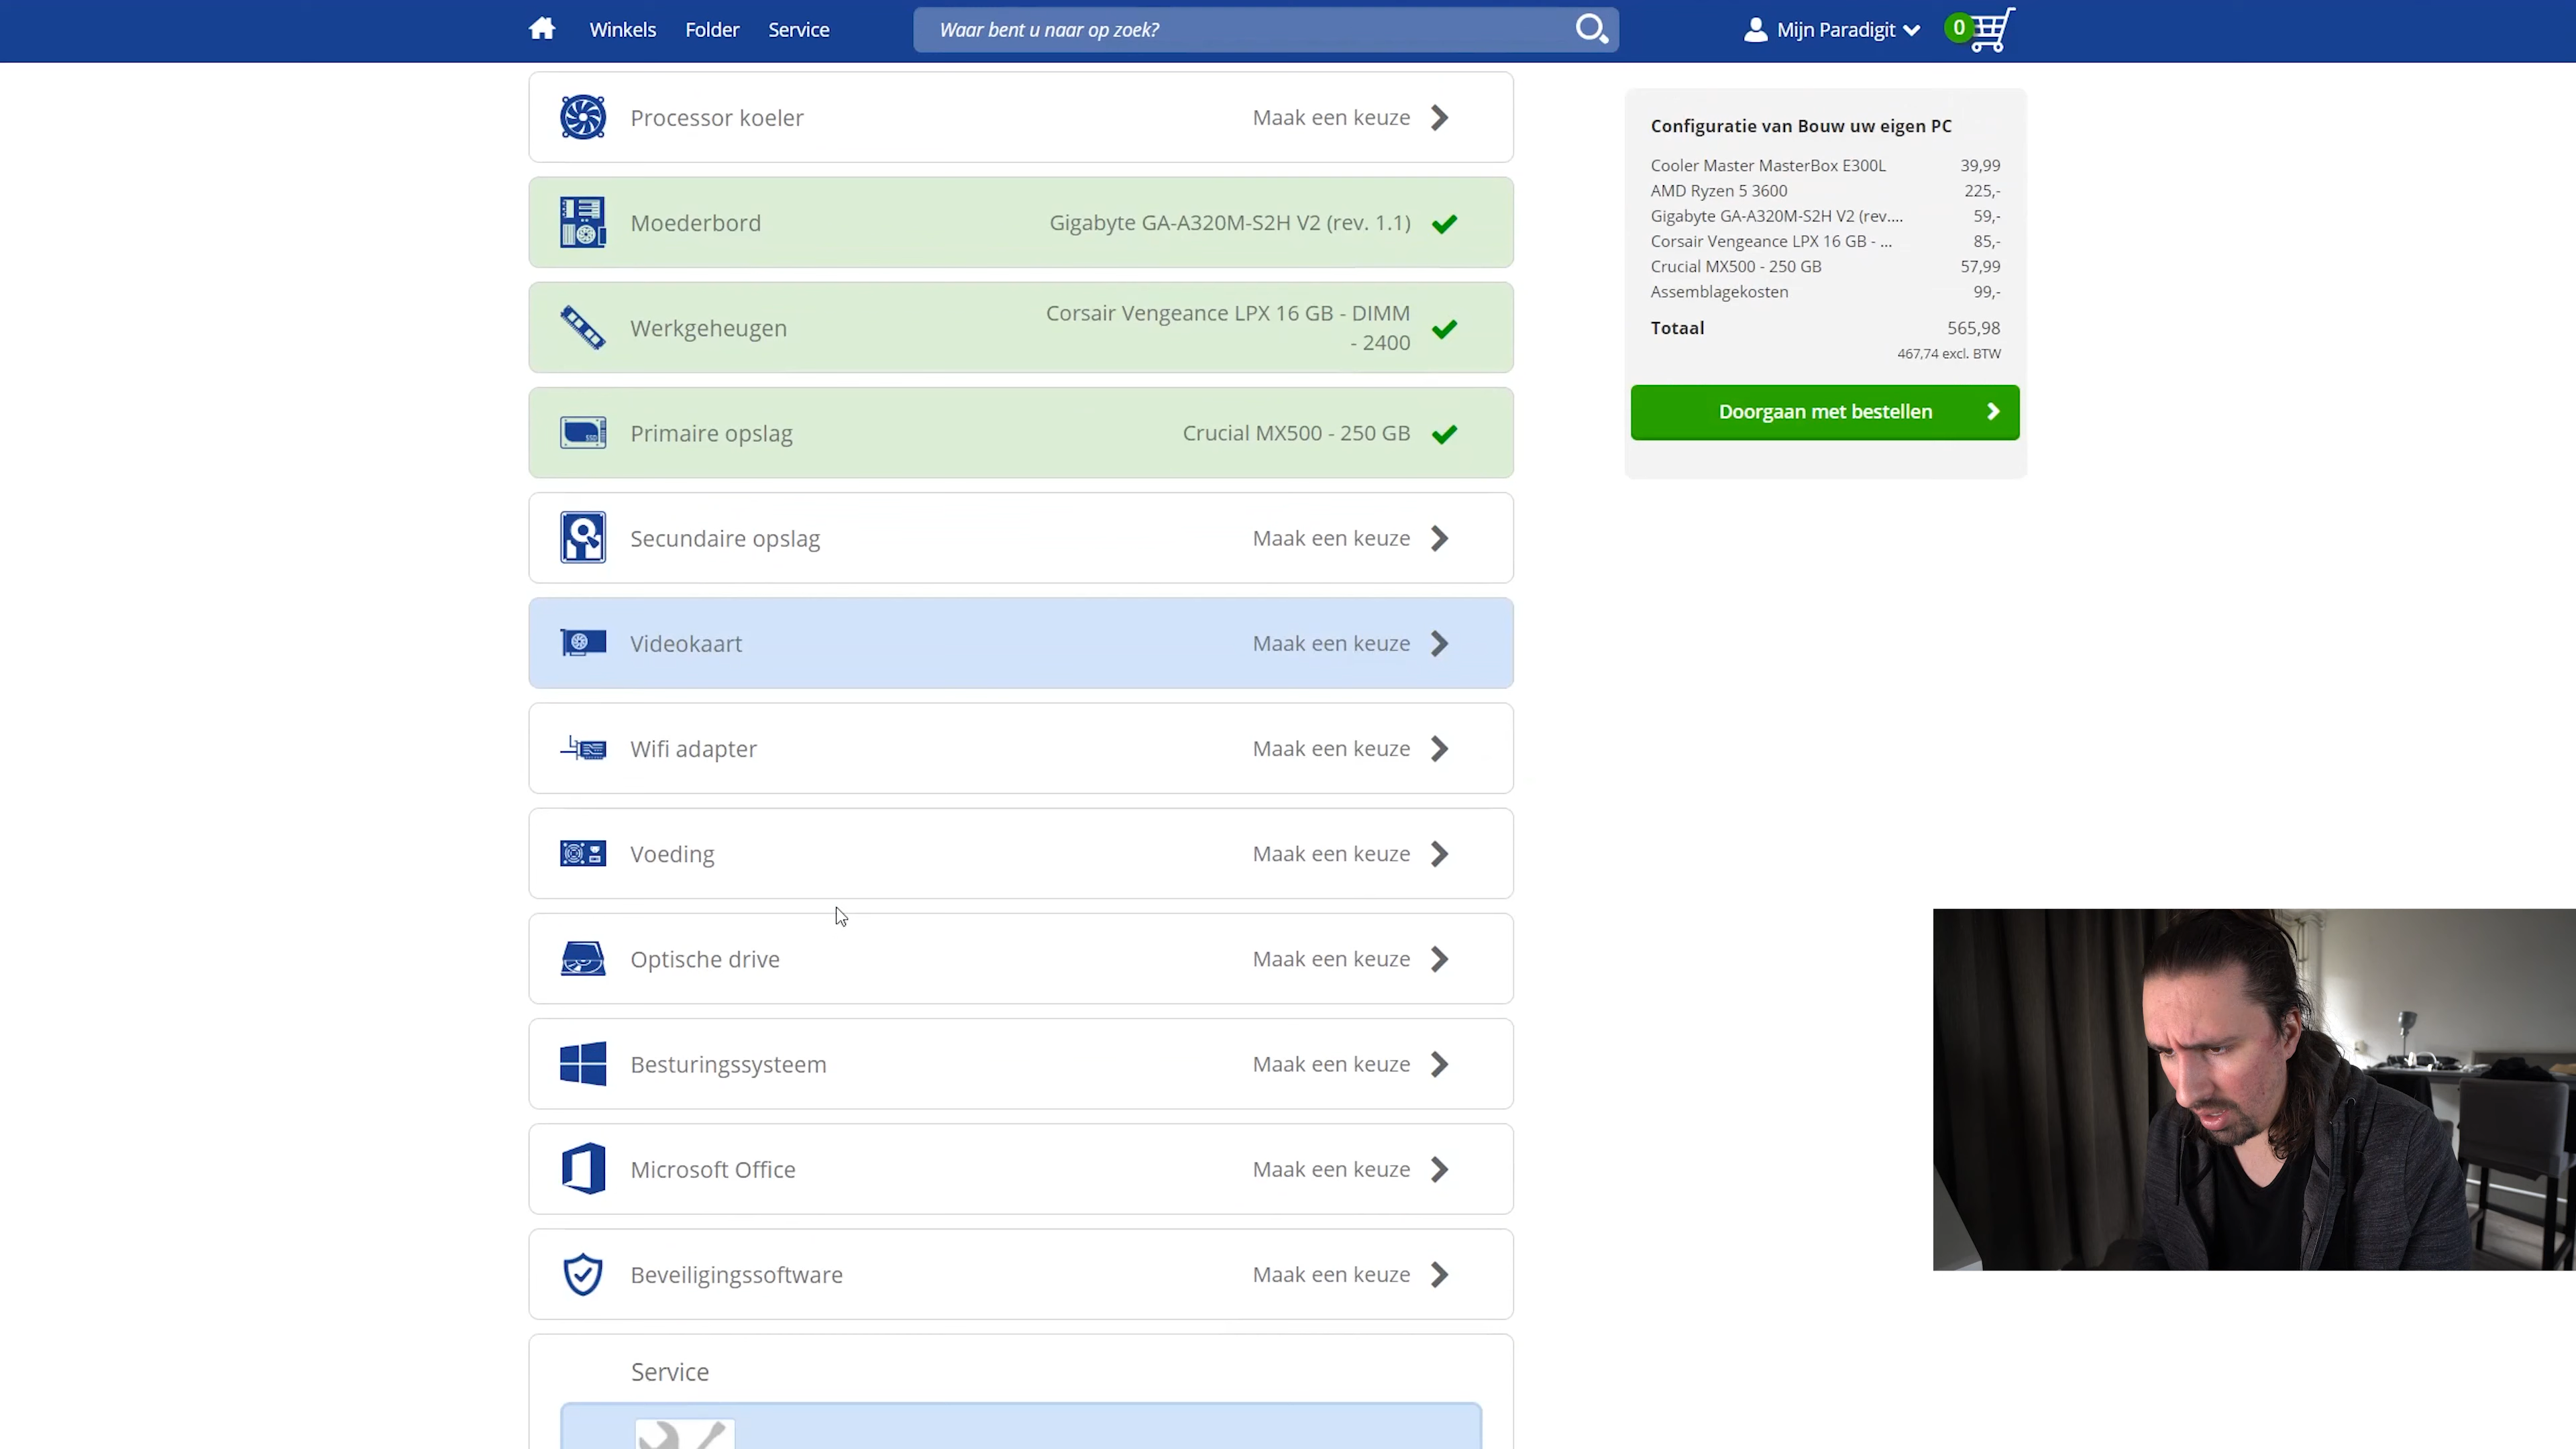 Winkels Folder Service Waar bent u naar op zoek? Mijn Paradigit 0
Processor koeler Maak een keuze
Moederbord Gigabyte GA-A320M-S2H V2 (rev. 1.1)
Werkgeheugen Corsair Vengeance LPX 16 GB - DIMM
- 2400
Primaire opslag Crucial MX500 - 250 GB
SSD
Secundaire opslag Maak een keuze
Videokaart Maak een keuze
Wifi adapter Maak een keuze
Voeding Maak een keuze
Optische drive Maak een keuze
Besturingssysteem Maak een keuze
Microsoft Office Maak een keuze
Beveiligingssoftware Maak een keuze
Service
Configuratie van Bouw uw eigen PC
Cooler Master MasterBox E300L 39,99
AMD Ryzen 5 3600 225,-
Gigabyte GA-A320M-S2H V2 (rev.... 59,-
Corsair Vengeance LPX 16 GB - ... 85,-
Crucial MX500 - 250 GB 57,99
Assemblagekosten 99,-
Totaal 565,98
467,74 excl. BTW
Doorgaan met bestellen